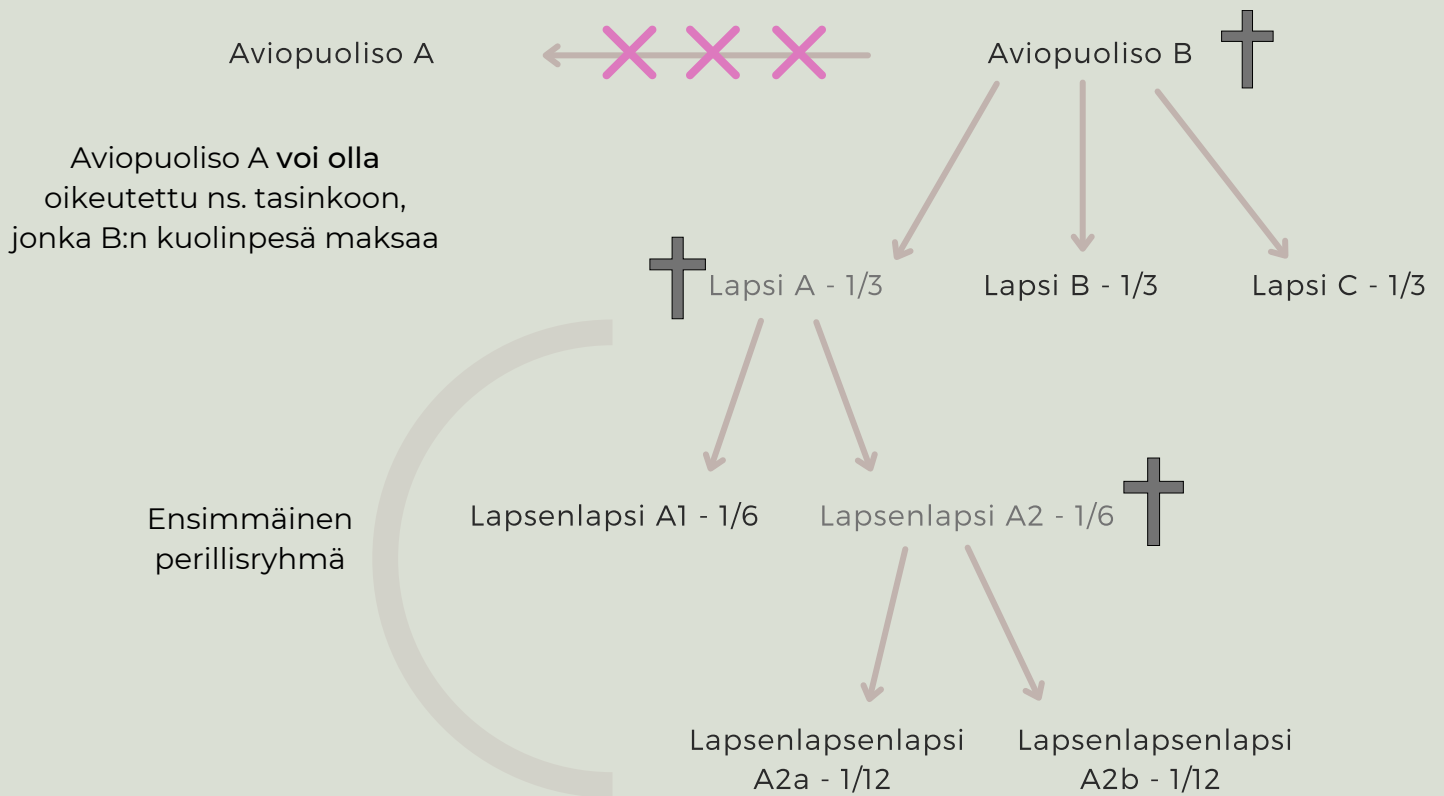 Aviopuoliso A
Aviopuoliso B
Aviopuoliso A voi olla
oikeutettu ns. tasinkoon,
jonka B:n kuolinpesä maksaa
Lapsi A - 1/3
Lapsi B - 1/3
Lapsi C - 1/3
Ensimmäinen
perillisryhmä
Lapsenlapsi A1 - 1/6
Lapsenlapsi A2 - 1/6
Lapsenlapsenlapsi
A2a - 1/12
Lapsenlapsenlapsi
A2b - 1/12